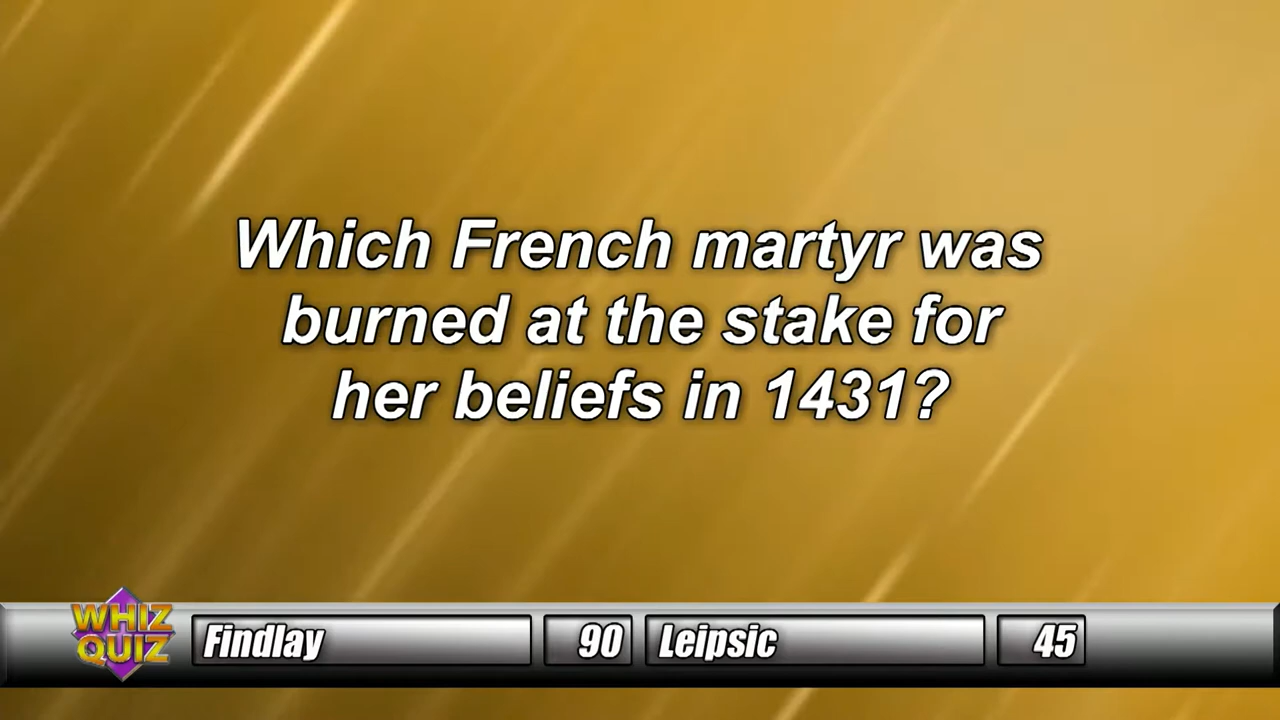 Which French martyr was
burned at the stake for
her beliefs in 1431?
WHIZ
QUIZ
Findlay 90 Leipsic 45